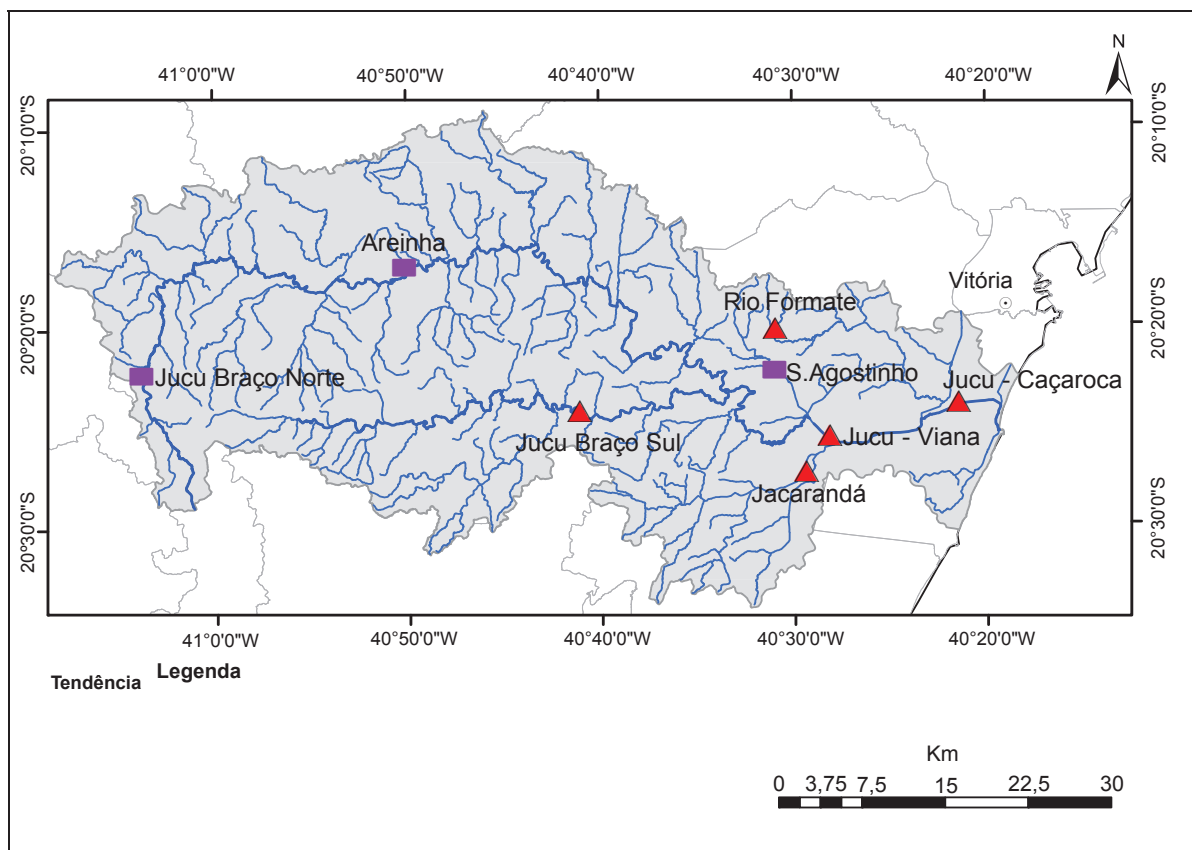 N
41°0'0"W 40°50'0"W 40°40'0"W 40°30'0"W 40°20'0"W
20°10'0"S 20°10'0"S
Areinha
Vitória
Rio Formate
20°20'0"S 20°20'0"S
Jucu Braço Norte
S.Agostinho
Jucu - Caçaroca
Jucu Braço Sul
Jucu - Viana
Jacarandá
20°30'0"S 20°30'0"S
41°0'0"W 40°50'0"W 40°40'0"W 40°30'0"W 40°20'0"W
Legenda
Tendência
Km
0 3,75 7,5 15 22,5 30